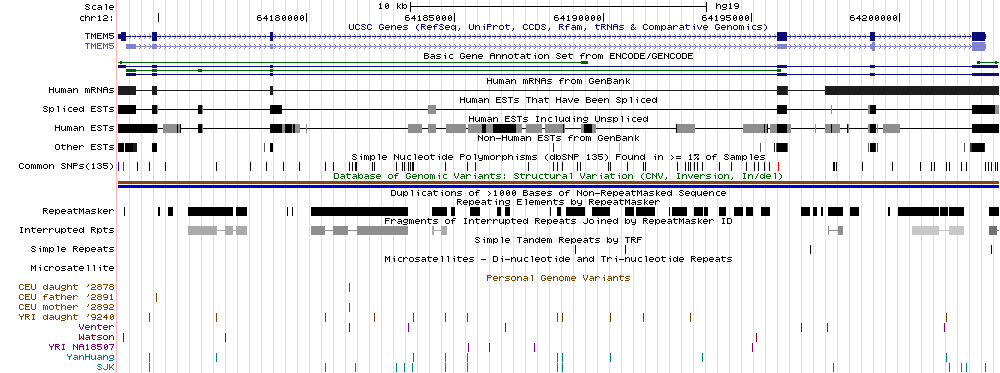 Scale 10 kb hg19
chr12: 64180000 64185000 64190000 64195000 64200000
UCSC Genes (RefSeq, UniProt, CCDS, Rfam, tRNAs & Comparative Genomics)
TMEM5
TMEM5
Basic Gene Annotation Set from ENCODE/GENCODE
Human mRNAs from GenBank
Human mRNAs
Human ESTs That Have Been Spliced
Spliced ESTs
Human ESTs Including Unspliced
Human ESTs
Non-Human ESTs from GenBank
Other ESTs
Simple Nucleotide Polymorphisms (dbSNP 135) Found in >= 1% of Samples
Common SNPs(135)
Database of Genomic Variants: Structural Variation (CNV, Inversion, In/del)
Duplications of >1000 Bases of Non-RepeatMasked Sequence
Repeating Elements by RepeatMasker
RepeatMasker
Fragments of Interrupted Repeats Joined by RepeatMasker ID
Interrupted Rpts
Simple Tandem Repeats by TRF
Simple Repeats
Microsatellites - Di-nucleotide and Tri-nucleotide Repeats
Microsatellite
Personal Genome Variants
CEU daught '2878
CEU father '2891
CEU mother '2892
YRI daught '9240
Venter
Watson
YRI NA18507
YanHuang
SJK